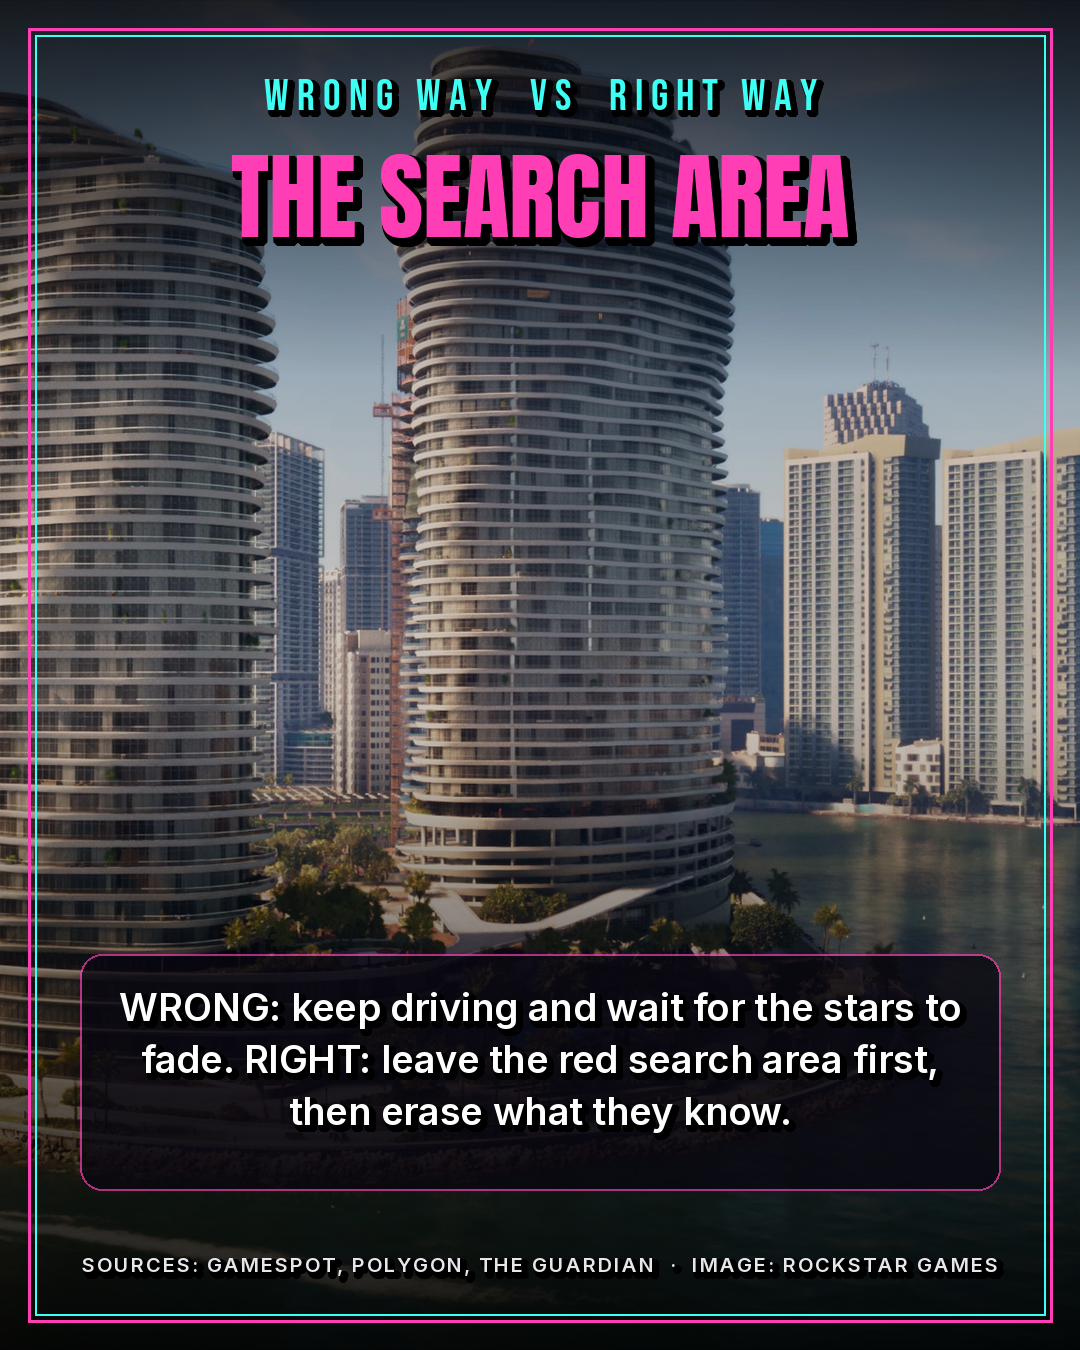 WRONG WAY VS RIGHT WAY
THE SEARCH AREA
WRONG: keep driving and wait for the stars to
fade. RIGHT: leave the red search area first,
then erase what they know.
SOURCES: GAMESPOT, POLYGON, THE GUARDIAN · IMAGE: ROCKSTAR GAMES